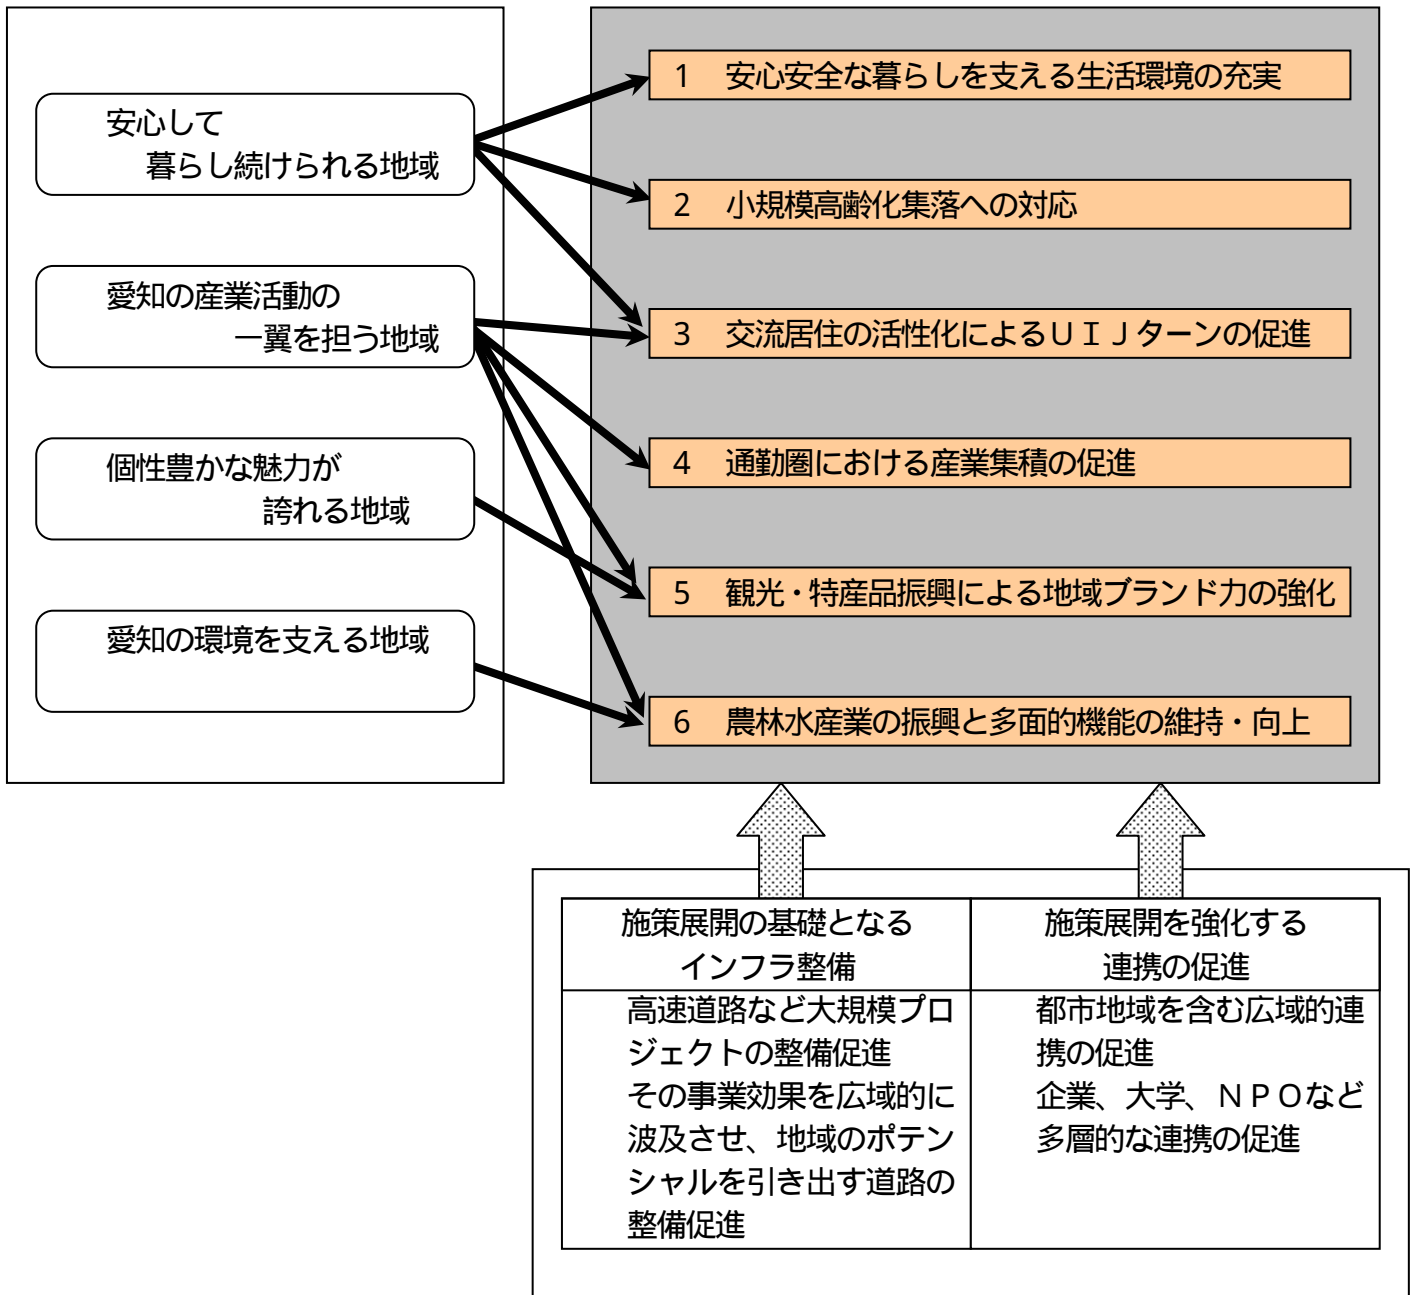 安心して
暮らし続けられる地域
愛知の産業活動の
一翼を担う地域
個性豊かな魅力が
誇れる地域
愛知の環境を支える地域
1 安心安全な暮らしを支える生活環境の充実
2 小規模高齢化集落への対応
3 交流居住の活性化によるＵＩＪターンの促進
4 通勤圏における産業集積の促進
5 観光・特産品振興による地域ブランド力の強化
6 農林水産業の振興と多面的機能の維持・向上
施策展開の基礎となる
インフラ整備
高速道路など大規模プロ
ジェクトの整備促進
その事業効果を広域的に
波及させ、地域のポテン
シャルを引き出す道路の
整備促進
施策展開を強化する
連携の促進
都市地域を含む広域的連
携の促進
企業、大学、ＮＰＯなど
多層的な連携の促進